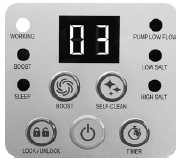 WORKING
03
PUMP LOW FLOW
BOOST
LOW SALT
SLEEP
HIGH SALT
BOOST
SELF-CLEAN
LOCK/UNLOCK
TIMER